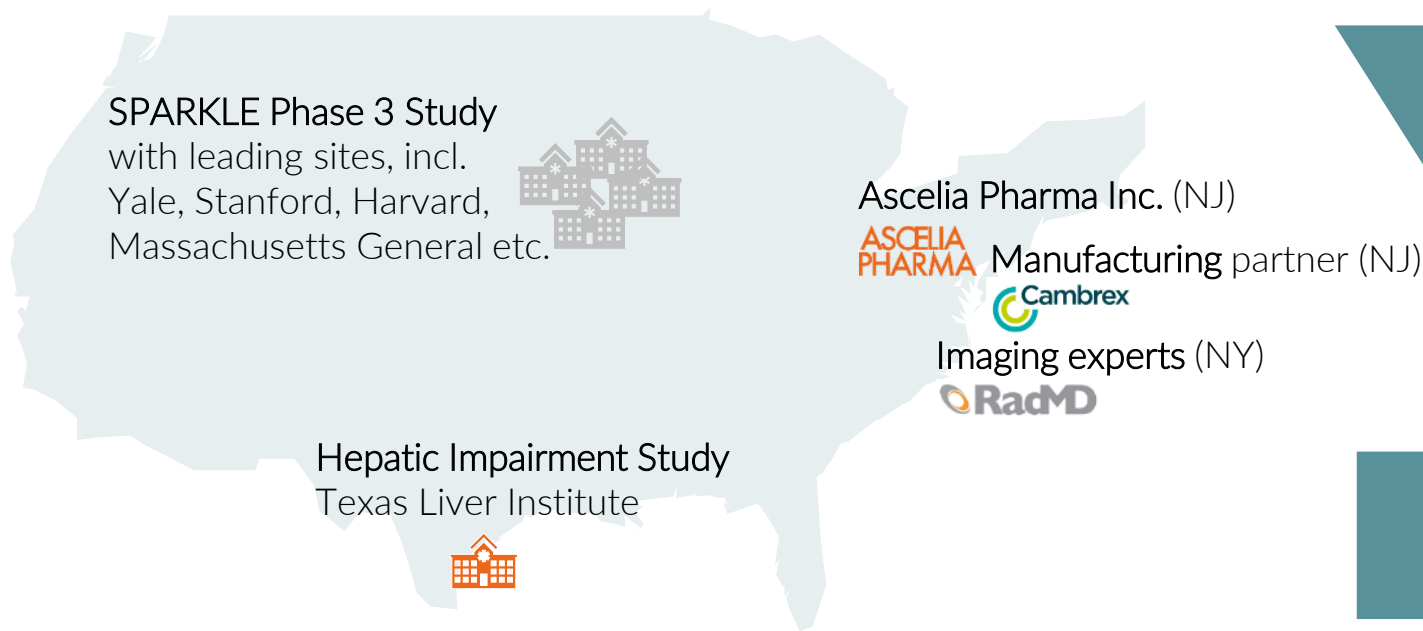 SPARKLE Phase 3 Study
with leading sites, incl.
Yale, Stanford, Harvard,
Massachusetts General etc.
Ascelia Pharma Inc. (NJ)
ASCELIA
PHARMA
Manufacturing partner (NJ)
Cambrex
Imaging experts (NY)
RadMD
Hepatic Impairment Study
Texas Liver Institute